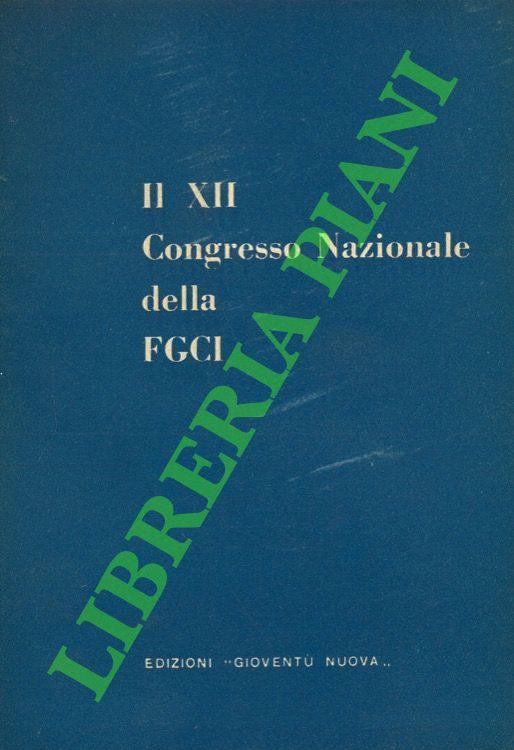 Il XII
Congresso Nazionale
della
FGCI
LIBRERIA PIANI
EDIZIONI "GIOVENTÙ NUOVA„